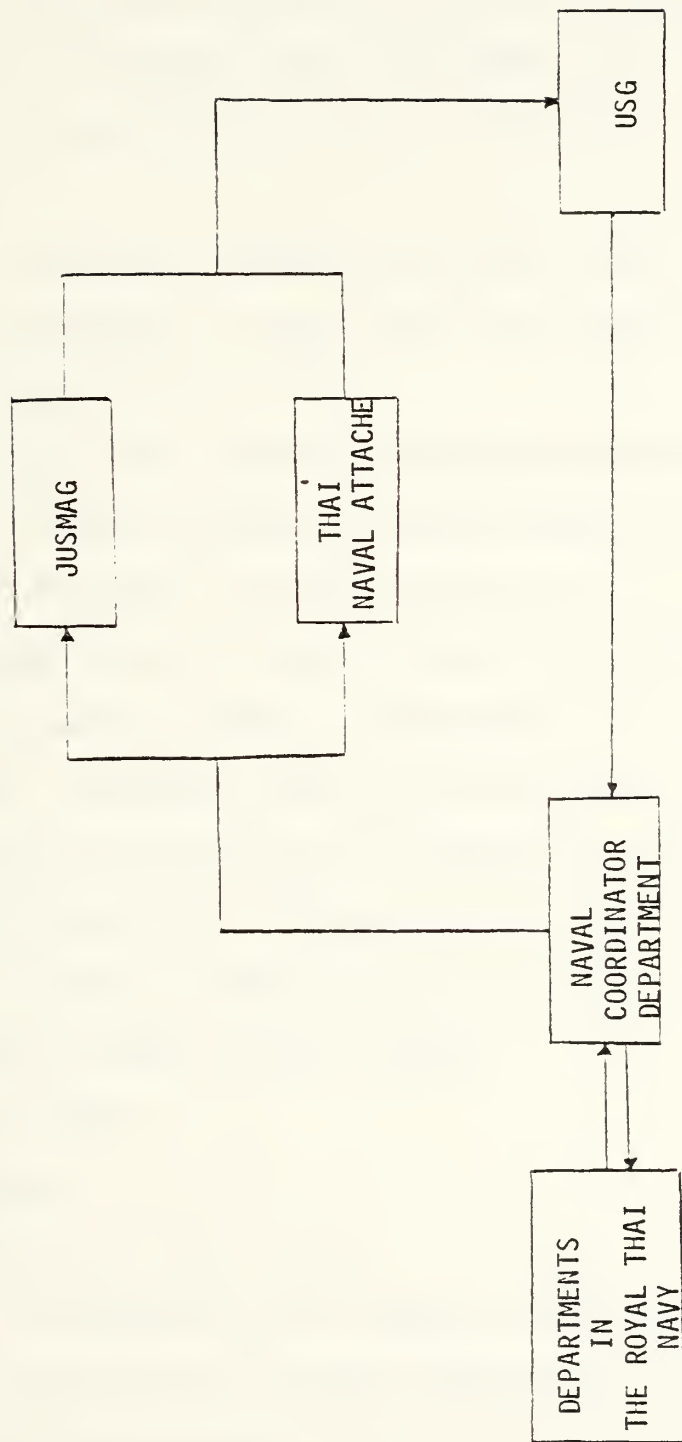 JUSMAG
THAI
NAVAL ATTACHE
USG
NAVAL
COORDINATOR
DEPARTMENT
DEPARTMENTS
IN
THE ROYAL THAI
NAVY